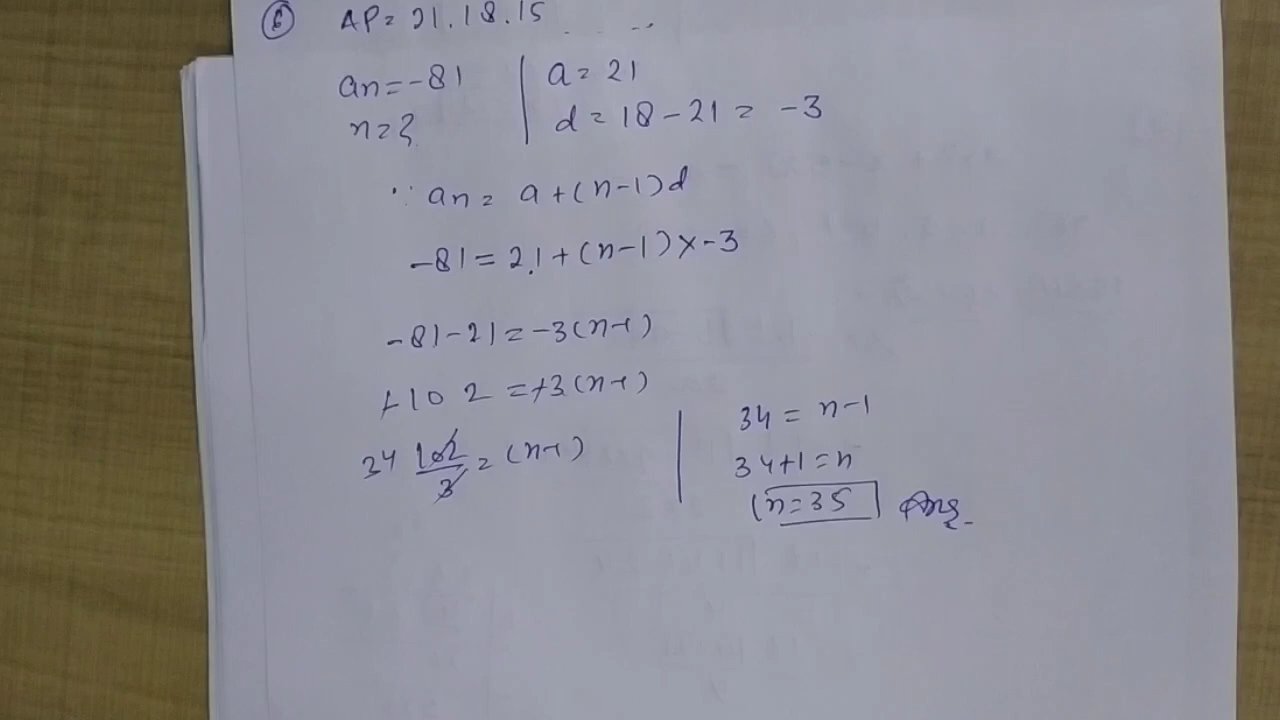 ⑥ AP = 21, 18, 15 . . - -
an = -81 | a = 21
n = ? | d = 18 - 21 = -3
∵ an = a + (n-1)d
-81 = 21 + (n-1) x -3
-81 - 21 = -3(n-1)
+102 = +3(n-1)
34 102/3 = (n-1)
34 = n-1
34+1 = n
(n = 35) Ans